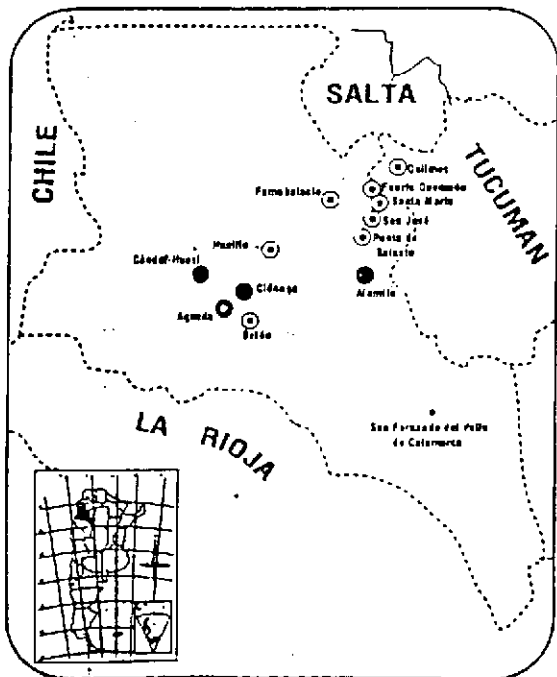 SALTA
CHILE
TUCUMAN
Quilmes
Fuerte Quemado
Famabalasto
Santa María
San José
Punta de
Balasto
Hualfín
Cóndor-Huasi
Ciénaga
Alamito
Aguada
Belén
San Fernando del Valle
de Catamarca
LA RIOJA